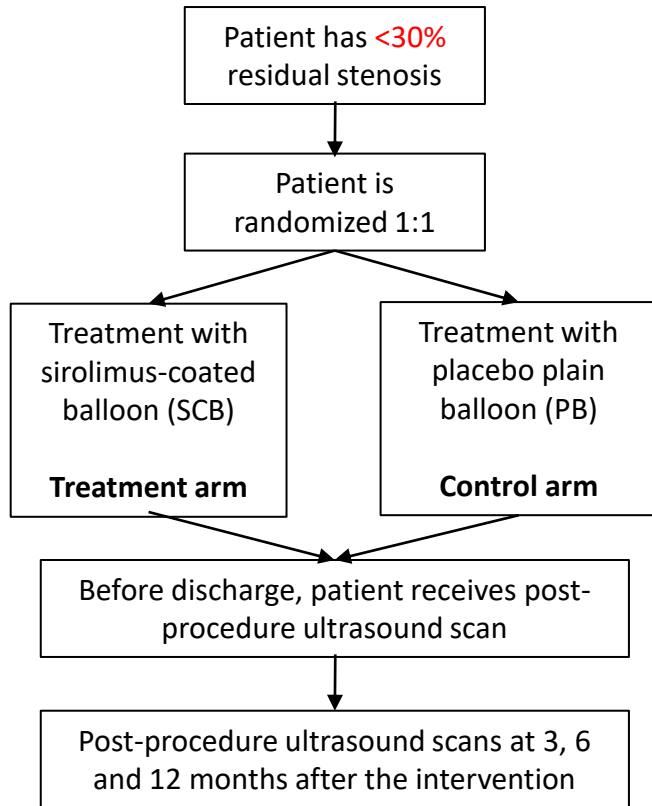 Patient has <30%
residual stenosis
Patient is
randomized 1:1
Treatment with
sirolimus-coated
balloon (SCB)
Treatment arm
Treatment with
placebo plain
balloon (PB)
Control arm
Before discharge, patient receives post-
procedure ultrasound scan
Post-procedure ultrasound scans at 3, 6
and 12 months after the intervention